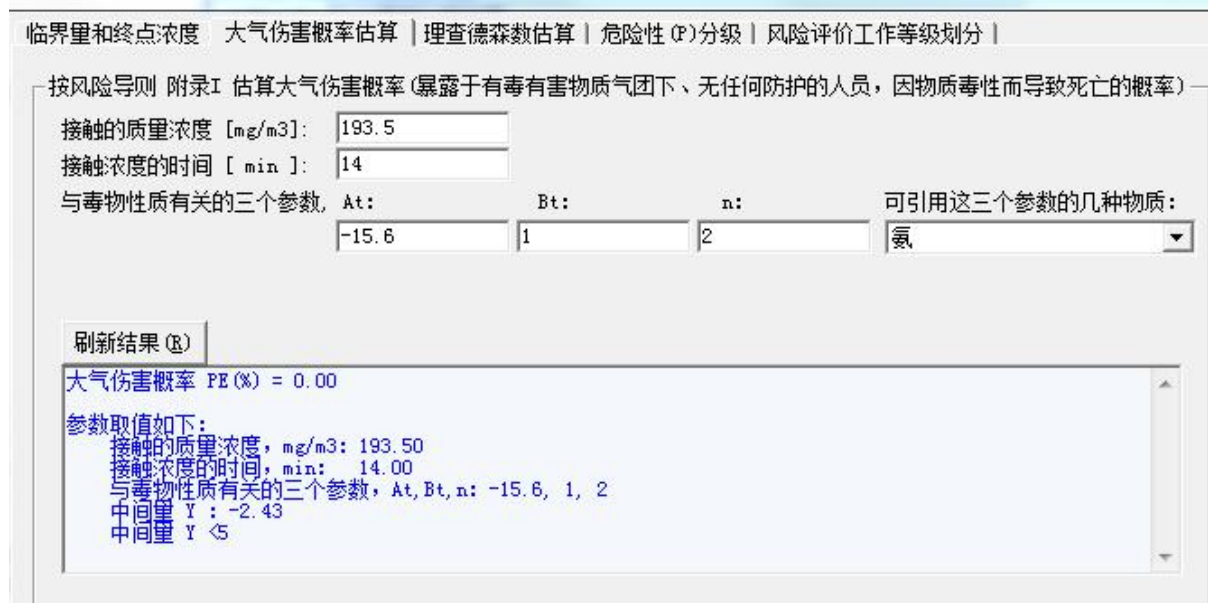 临界量和终点浓度 大气伤害概率估算 理查德森数估算 危险性(P)分级 风险评价工作等级划分
按风险导则 附录I 估算大气伤害概率(暴露于有毒有害物质气团下、无任何防护的人员，因物质毒性而导致死亡的概率)
接触的质量浓度 [mg/m3]: 193.5
接触浓度的时间 [ min ]: 14
与毒物性质有关的三个参数, At: Bt: n: 可引用这三个参数的几种物质:
-15.6 1 2 氨
刷新结果(R)
大气伤害概率 PE(%) = 0.00
参数取值如下:
接触的质量浓度，mg/m3: 193.50
接触浓度的时间，min: 14.00
与毒物性质有关的三个参数，At,Bt,n: -15.6, 1, 2
中间量 Y : -2.43
中间量 Y <5